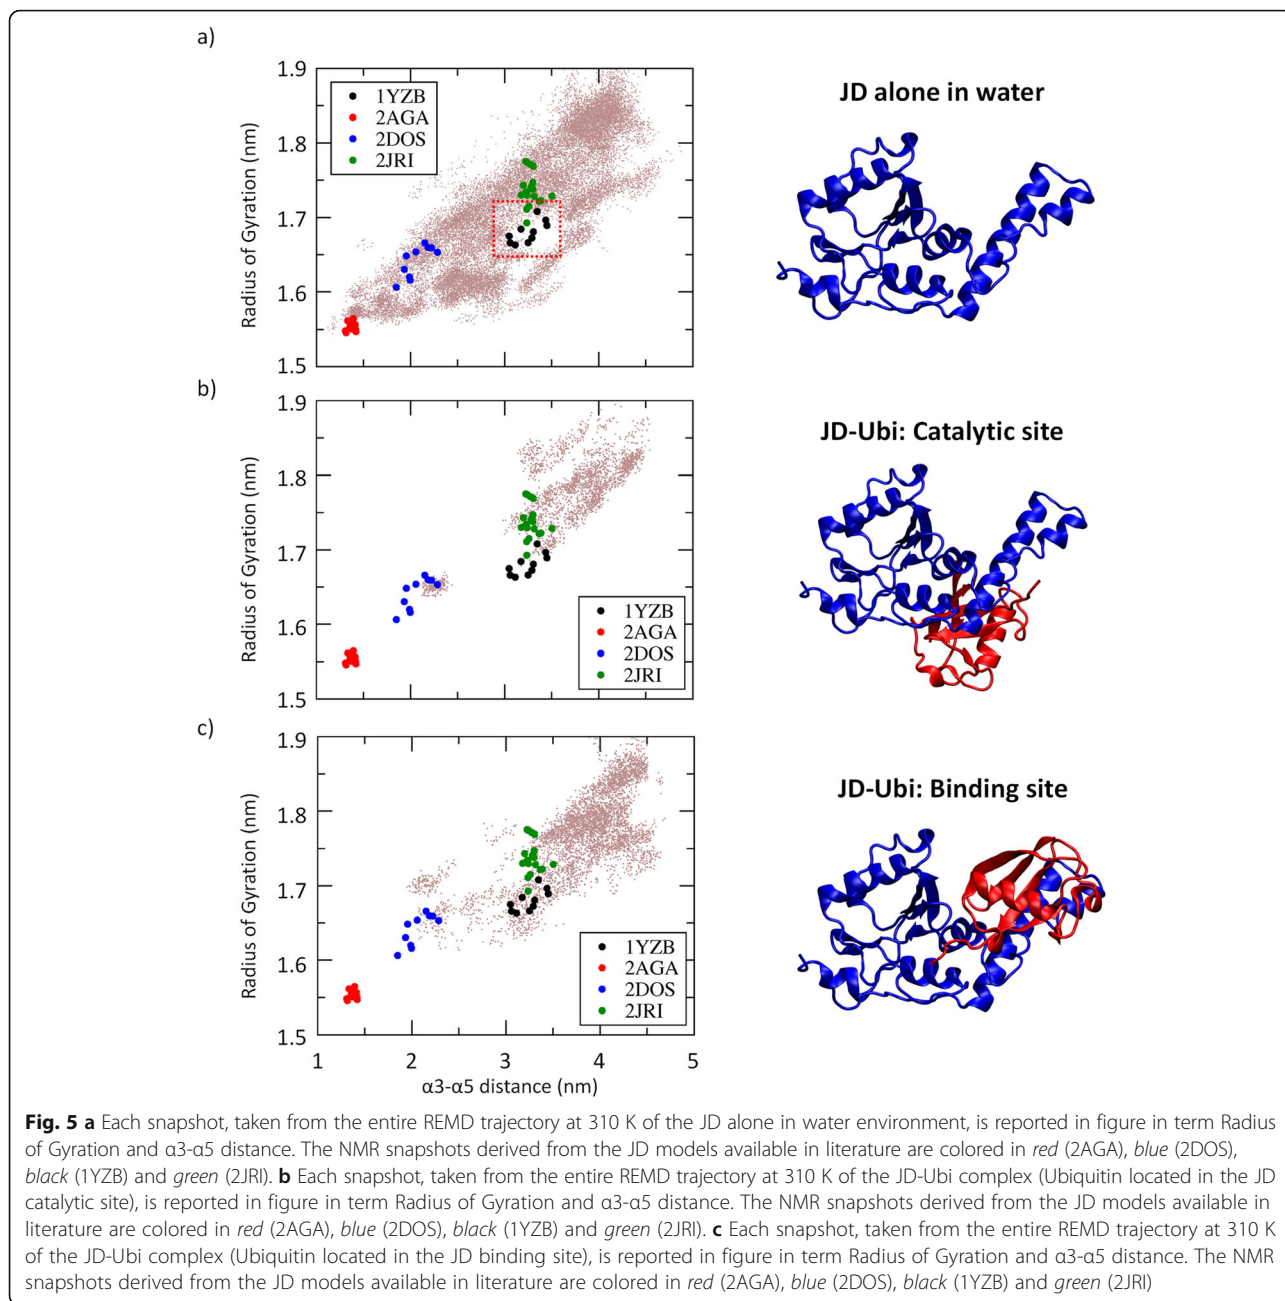 a)
1.9
1.8
1.7
1.6
1.5
Radius of Gyration (nm)
1YZB
2AGA
2DOS
2JRI
JD alone in water
b)
1.9
1.8
1.7
1.6
1.5
Radius of Gyration (nm)
1YZB
2AGA
2DOS
2JRI
JD-Ubi: Catalytic site
c)
1.9
1.8
1.7
1.6
1.5
Radius of Gyration (nm)
1YZB
2AGA
2DOS
2JRI
1 2 3 4 5
α3-α5 distance (nm)
JD-Ubi: Binding site
Fig. 5 a Each snapshot, taken from the entire REMD trajectory at 310 K of the JD alone in water environment, is reported in figure in term Radius
of Gyration and α3-α5 distance. The NMR snapshots derived from the JD models available in literature are colored in red (2AGA), blue (2DOS),
black (1YZB) and green (2JRI). b Each snapshot, taken from the entire REMD trajectory at 310 K of the JD-Ubi complex (Ubiquitin located in the JD
catalytic site), is reported in figure in term Radius of Gyration and α3-α5 distance. The NMR snapshots derived from the JD models available in
literature are colored in red (2AGA), blue (2DOS), black (1YZB) and green (2JRI). c Each snapshot, taken from the entire REMD trajectory at 310 K
of the JD-Ubi complex (Ubiquitin located in the JD binding site), is reported in figure in term Radius of Gyration and α3-α5 distance. The NMR
snapshots derived from the JD models available in literature are colored in red (2AGA), blue (2DOS), black (1YZB) and green (2JRI)